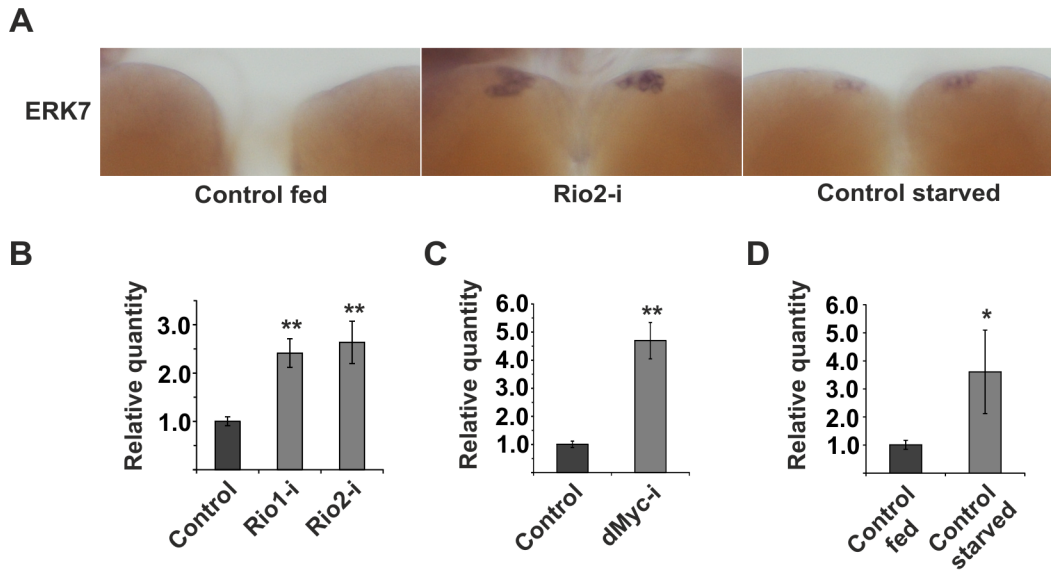 A
ERK7
Control fed
Rio2-i
Control starved
B
Relative quantity
3.0
2.0
1.0
**
**
Control
Rio1-i
Rio2-i
C
Relative quantity
6.0
5.0
4.0
3.0
2.0
1.0
**
Control
dMyc-i
D
Relative quantity
6.0
5.0
4.0
3.0
2.0
1.0
*
Control
fed
Control
starved